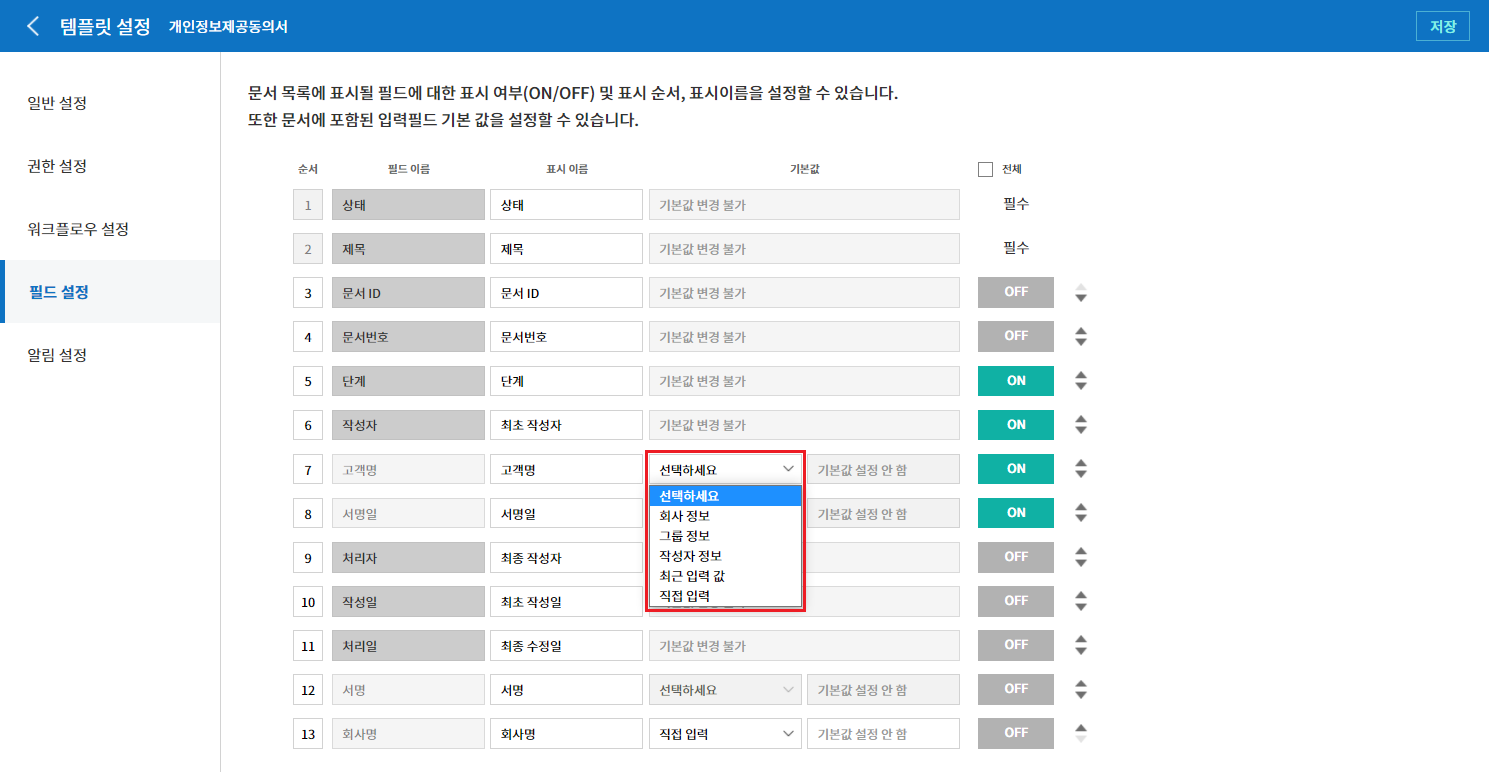 템플릿 설정 개인정보제공동의서 저장
일반 설정
권한 설정
워크플로우 설정
필드 설정
알림 설정
문서 목록에 표시될 필드에 대한 표시 여부(ON/OFF) 및 표시 순서, 표시이름을 설정할 수 있습니다.
또한 문서에 포함된 입력필드 기본 값을 설정할 수 있습니다.
순서 필드 이름 표시 이름 기본값 전체
1 상태 상태 기본값 변경 불가 필수
2 제목 제목 기본값 변경 불가 필수
3 문서 ID 문서 ID 기본값 변경 불가 OFF
4 문서번호 문서번호 기본값 변경 불가 OFF
5 단계 단계 기본값 변경 불가 ON
6 작성자 최초 작성자 기본값 변경 불가 ON
7 고객명 고객명 선택하세요 기본값 설정 안 함 ON
선택하세요
회사 정보
그룹 정보
작성자 정보
최근 입력 값
직접 입력
8 서명일 서명일 기본값 설정 안 함 ON
9 처리자 최종 작성자 OFF
10 작성일 최초 작성일 OFF
11 처리일 최종 수정일 기본값 변경 불가 OFF
12 서명 서명 선택하세요 기본값 설정 안 함 OFF
13 회사명 회사명 직접 입력 기본값 설정 안 함 OFF